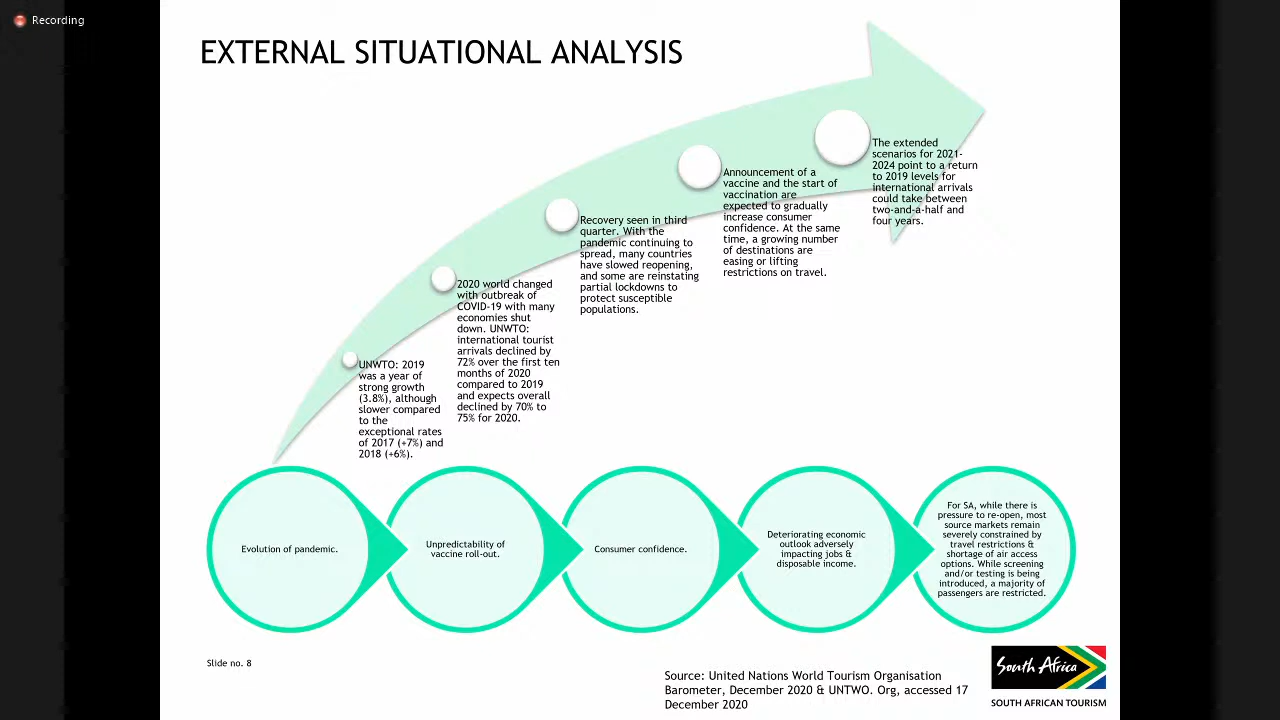 Recording
EXTERNAL SITUATIONAL ANALYSIS
UNWTO: 2019
was a year of
strong growth
(3.8%), although
slower compared
to the
exceptional rates
of 2017 (+7%) and
2018 (+6%).
2020 world changed
with outbreak of
COVID-19 with many
economies shut
down. UNWTO:
international tourist
arrivals declined by
72% over the first ten
months of 2020
compared to 2019
and expects overall
declined by 70% to
75% for 2020.
Recovery seen in third
quarter. With the
pandemic continuing to
spread, many countries
have slowed reopening,
and some are reinstating
partial lockdowns to
protect susceptible
populations.
Announcement of a
vaccine and the start of
vaccination are
expected to gradually
increase consumer
confidence. At the same
time, a growing number
of destinations are
easing or lifting
restrictions on travel.
The extended
scenarios for 2021-
2024 point to a return
to 2019 levels for
international arrivals
could take between
two-and-a-half and
four years.
Evolution of pandemic.
Unpredictability of
vaccine roll-out.
Consumer confidence.
Deteriorating economic
outlook adversely
impacting jobs &
disposable income.
For SA, while there is
pressure to re-open, most
source markets remain
severely constrained by
travel restrictions &
shortage of air access
options. While screening
and/or testing is being
introduced, a majority of
passengers are restricted.
Slide no. 8
Source: United Nations World Tourism Organisation
Barometer, December 2020 & UNTWO. Org, accessed 17
December 2020
South Africa
SOUTH AFRICAN TOURISM